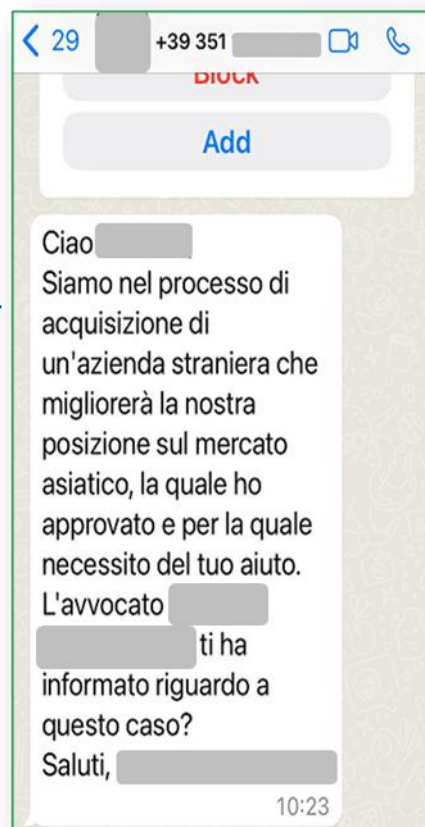 29
+39 351
Block
Add
Ciao
Siamo nel processo di
acquisizione di
un'azienda straniera che
migliorerà la nostra
posizione sul mercato
asiatico, la quale ho
approvato e per la quale
necessito del tuo aiuto.
L'avvocato
ti ha
informato riguardo a
questo caso?
Saluti,
10:23